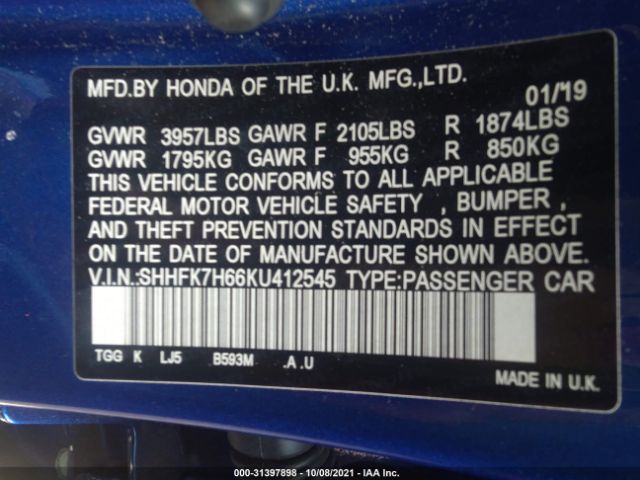 MFD.BY HONDA OF THE U.K. MFG.,LTD.
01/'19
GVWR 3957LBS GAWR F 2105LBS R 1874LBS
GVWR 1795KG GAWR F 955KG R 850KG
THIS VEHICLE CONFORMS TO ALL APPLICABLE
FEDERAL MOTOR VEHICLE SAFETY , BUMPER ,
AND THEFT PREVENTION STANDARDS IN EFFECT
ON THE DATE OF MANUFACTURE SHOWN ABOVE.
V.I.N.:SHHFK7H66KU412545 TYPE:PASSENGER CAR
TGG K LJ5 B593M .A .U
MADE IN U.K.
000-31397898 - 10/08/2021 - IAA Inc.